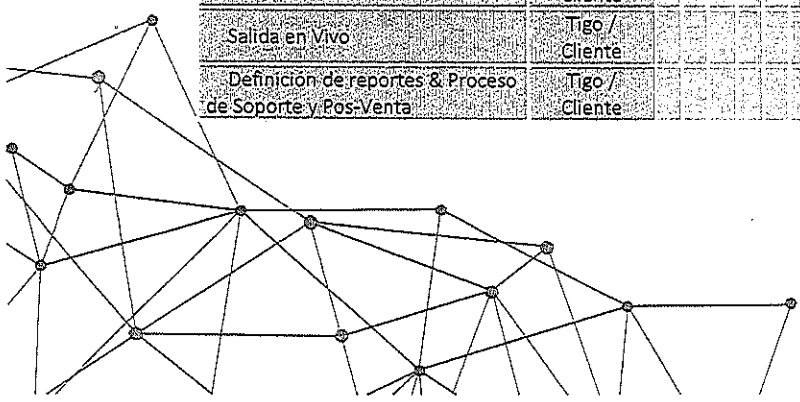 Salida en Vivo
Tigo /
Cliente
Definición de reportes & Proceso
de Soporte y Pos-Venta
Tigo /
Cliente